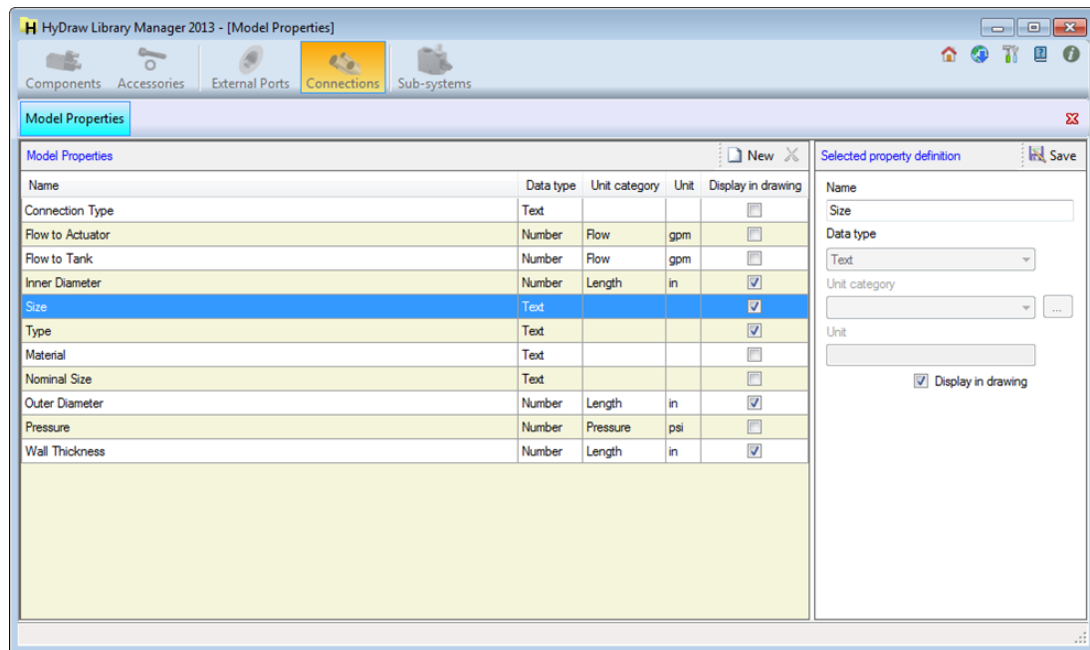 HyDraw Library Manager 2013 - [Model Properties]
Components Accessories External Ports Connections Sub-systems
Model Properties
Model Properties New Selected property definition Save
Name Data type Unit category Unit Display in drawing
Connection Type Text
Flow to Actuator Number Flow gpm
Flow to Tank Number Flow gpm
Inner Diameter Number Length in
Size Text
Type Text
Material Text
Nominal Size Text
Outer Diameter Number Length in
Pressure Number Pressure psi
Wall Thickness Number Length in
Name
Size
Data type
Text
Unit category
...
Unit
Display in drawing